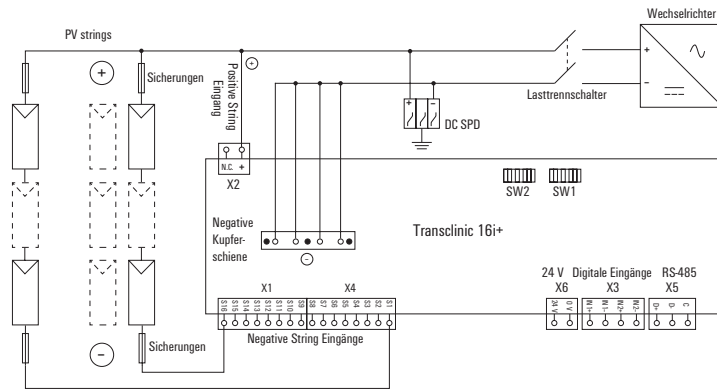 Wechselrichter
PV strings
+
Sicherungen
+
Positive String
Eingang
+
−
Lasttrennschalter
+ −
DC SPD
N.C. +
X2
SW2 SW1
Negative
Kupfer-
schiene
−
Transclinic 16i+
X1 X4
S16 S15 S14 S13 S12 S11 S10 S9 S8 S7 S6 S5 S4 S3 S2 S1
Negative String Eingänge
24 V Digitale Eingänge RS-485
X6 X3 X5
24 V 0 V IN1+ IN1- IN2+ IN2- D+ D- C
−
Sicherungen